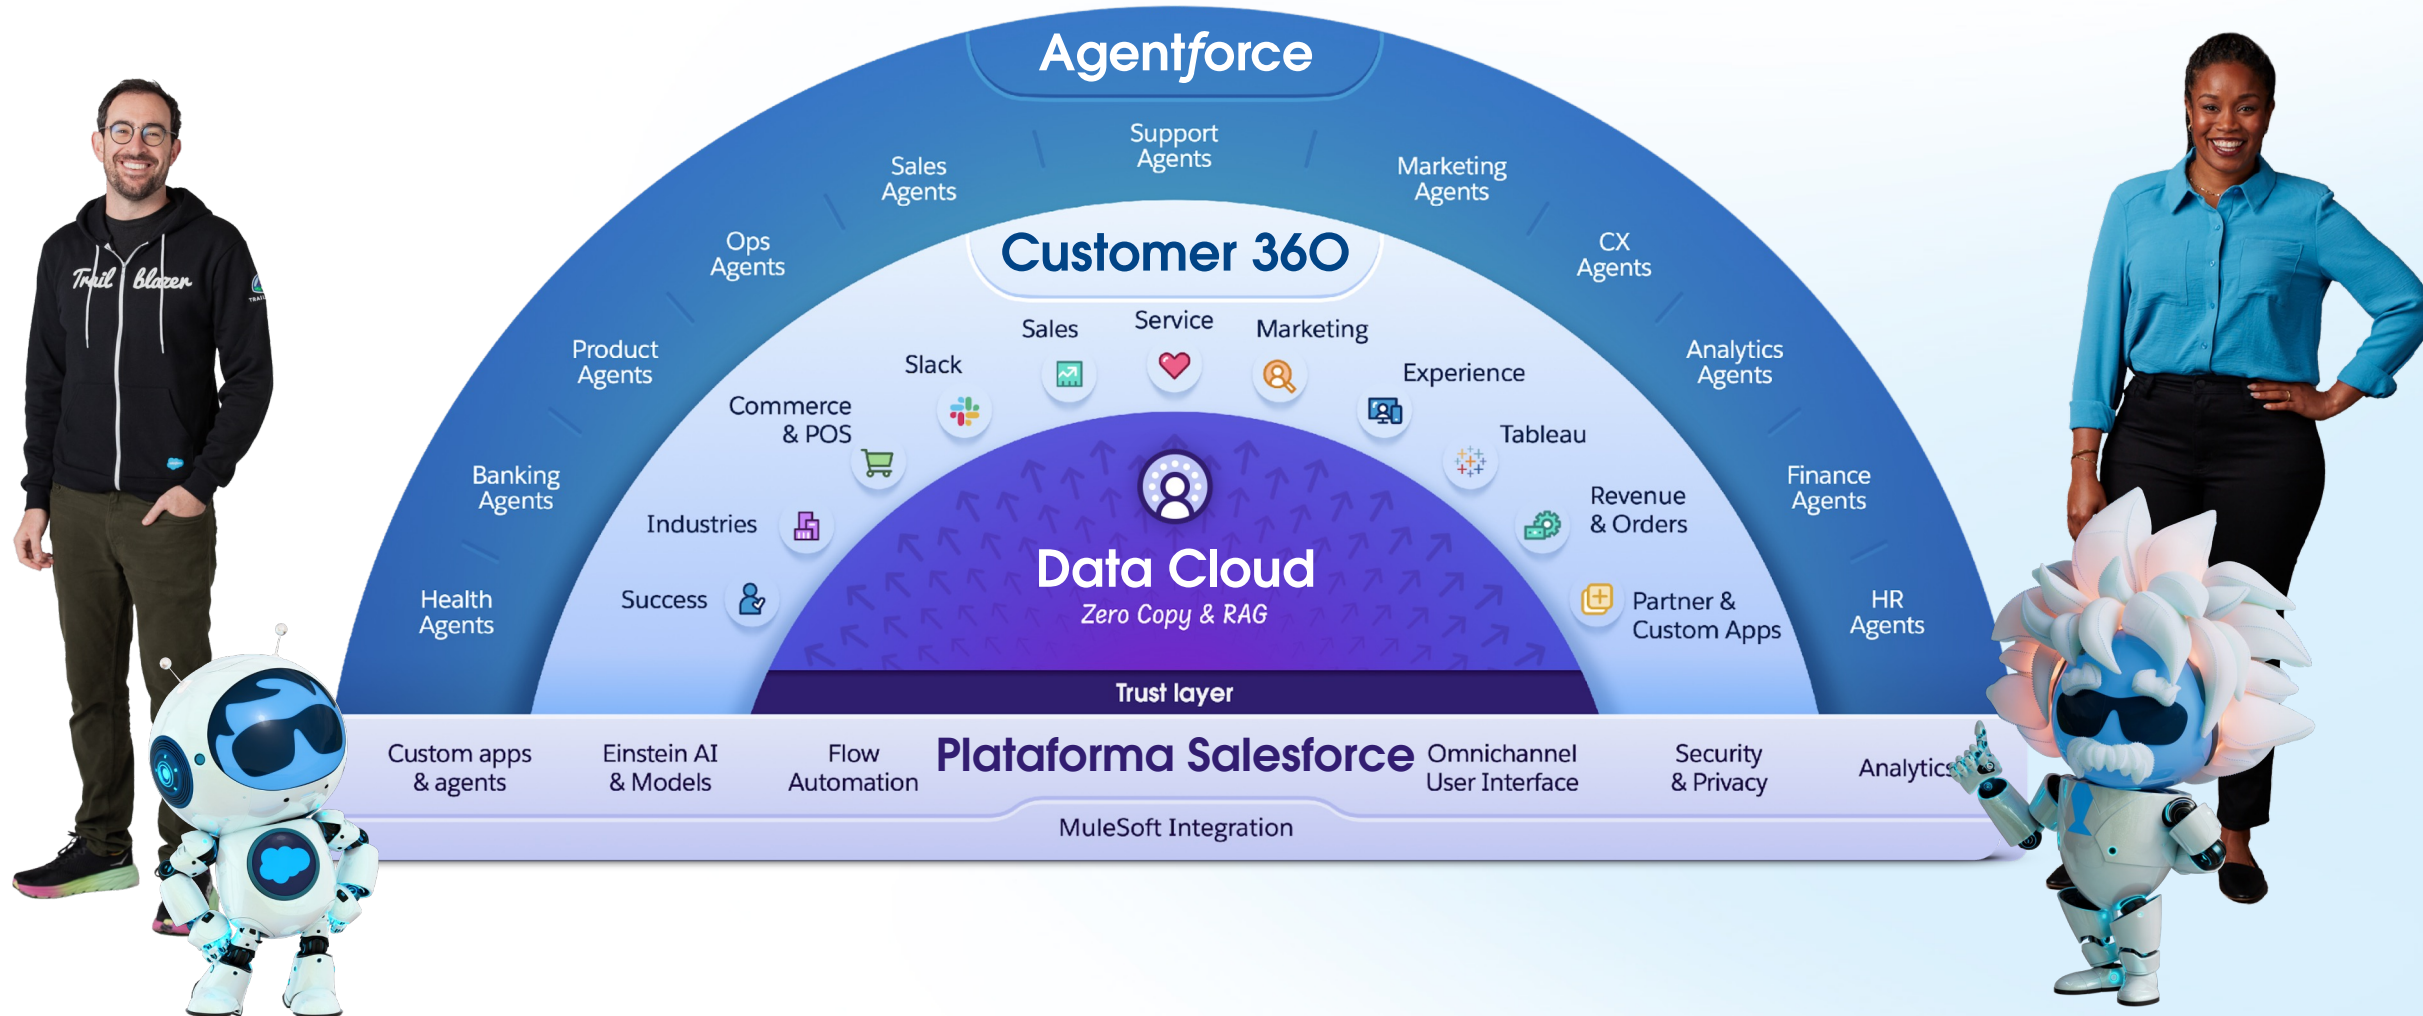 Agentforce
Support
Agents
Sales
Agents
Marketing
Agents
Ops
Agents
CX
Agents
Product
Agents
Analytics
Agents
Banking
Agents
Finance
Agents
Health
Agents
HR
Agents
Customer 360
Service
Sales
Marketing
Slack
Experience
Commerce
& POS
Tableau
Industries
Revenue
& Orders
Success
Partner &
Custom Apps
Data Cloud
Zero Copy & RAG
Trust layer
Plataforma Salesforce
Custom apps
& agents
Einstein AI
& Models
Flow
Automation
Omnichannel
User Interface
Security
& Privacy
Analytics
MuleSoft Integration
Trail blazer